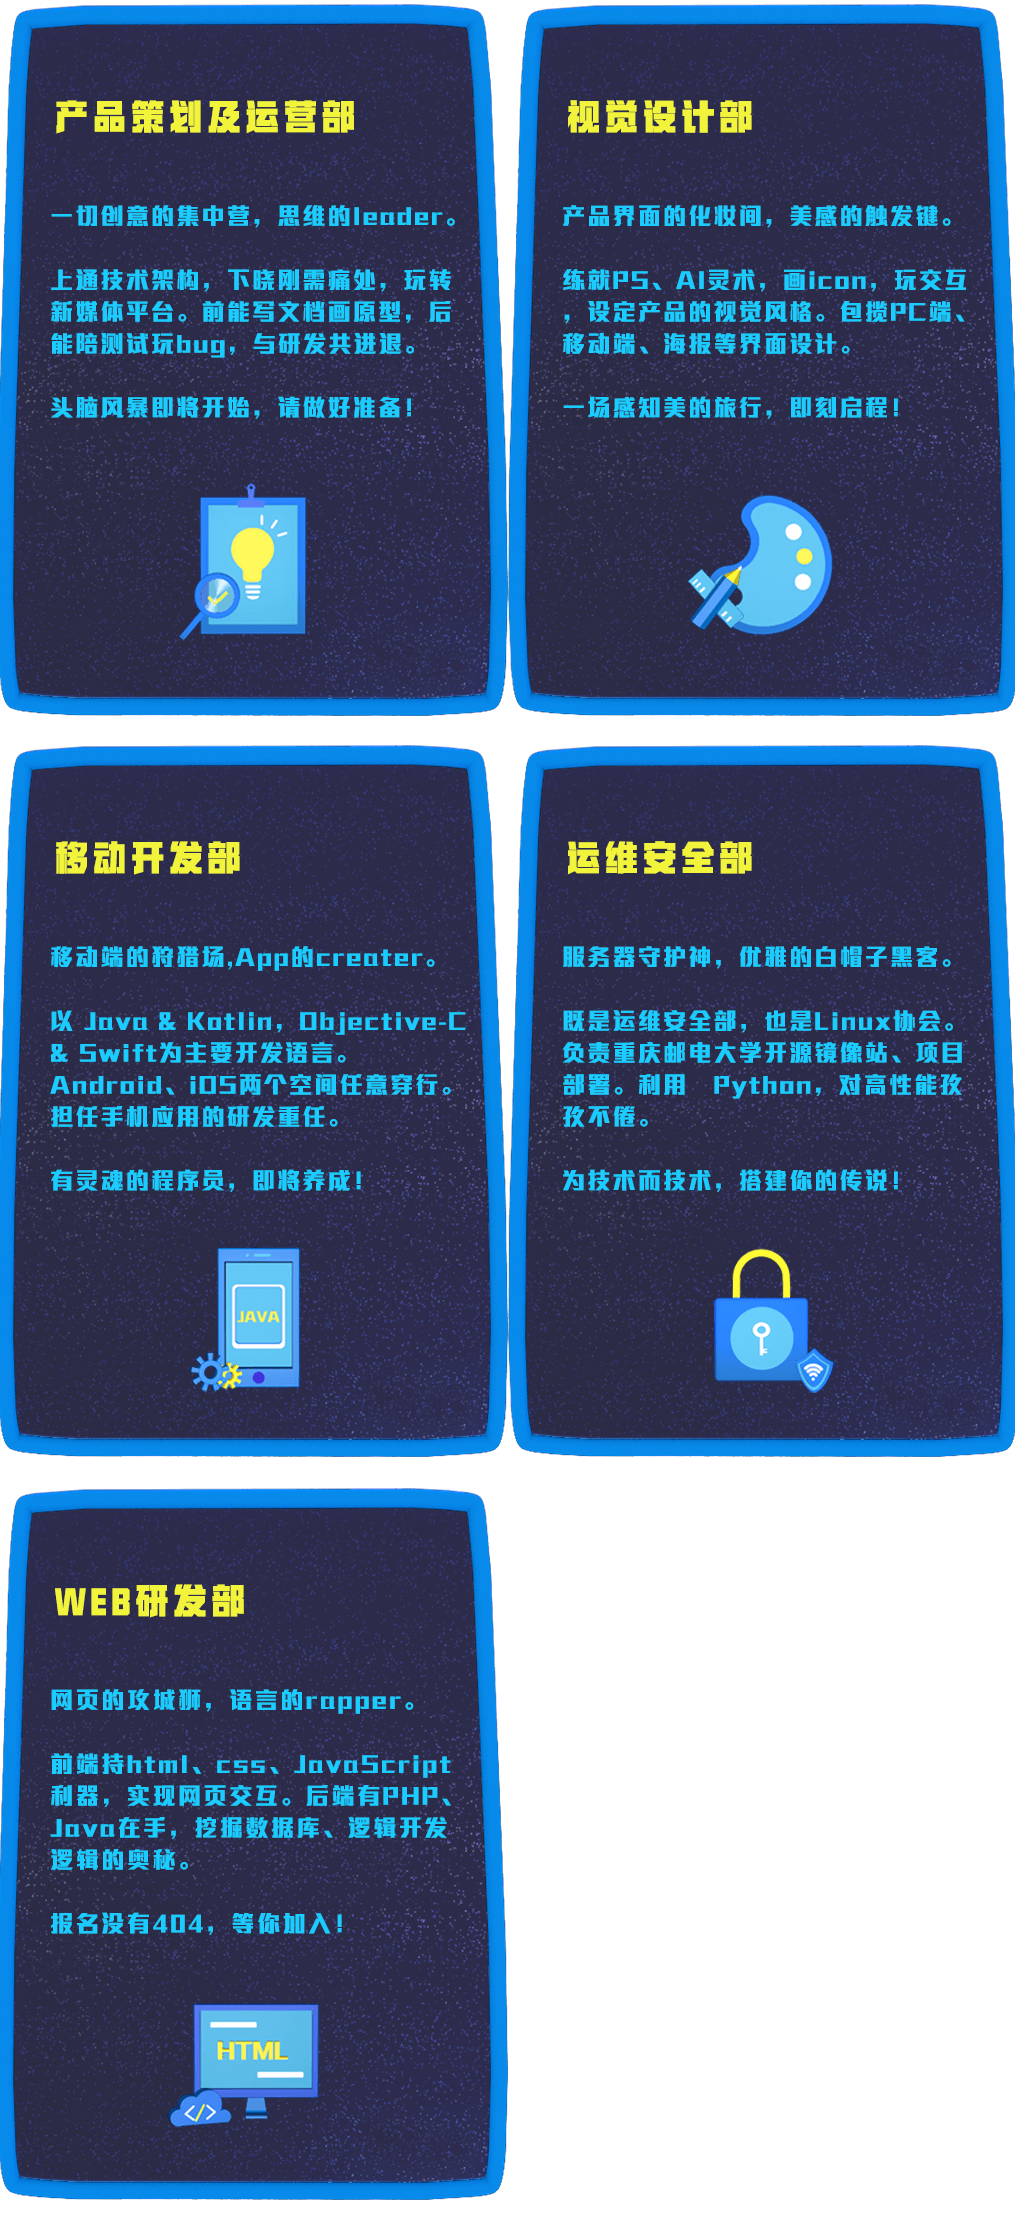 产品策划及运营部
一切创意的集中营，思维的leader。
上通技术架构，下晓刚需痛处，玩转
新媒体平台。前能写文档画原型，后
能陪测试玩bug，与研发共进退。
头脑风暴即将开始，请做好准备！
视觉设计部
产品界面的化妆间，美感的触发键。
练就PS、AI灵术，画icon，玩交互
，设定产品的视觉风格。包揽PC端、
移动端、海报等界面设计。
一场感知美的旅行，即刻启程！
移动开发部
移动端的狩猎场,App的creater。
以 Java & Kotlin，Objective-C
& Swift为主要开发语言。
Android、iOS两个空间任意穿行。
担任手机应用的研发重任。
有灵魂的程序员，即将养成！
JAVA
运维安全部
服务器守护神，优雅的白帽子黑客。
既是运维安全部，也是Linux协会。
负责重庆邮电大学开源镜像站、项目
部署。利用 Python，对高性能孜
孜不倦。
为技术而技术，搭建你的传说！
WEB研发部
网页的攻城狮，语言的rapper。
前端持html、css、JavaScript
利器，实现网页交互。后端有PHP、
Java在手，挖掘数据库、逻辑开发
逻辑的奥秘。
报名没有404，等你加入！
HTML
</>